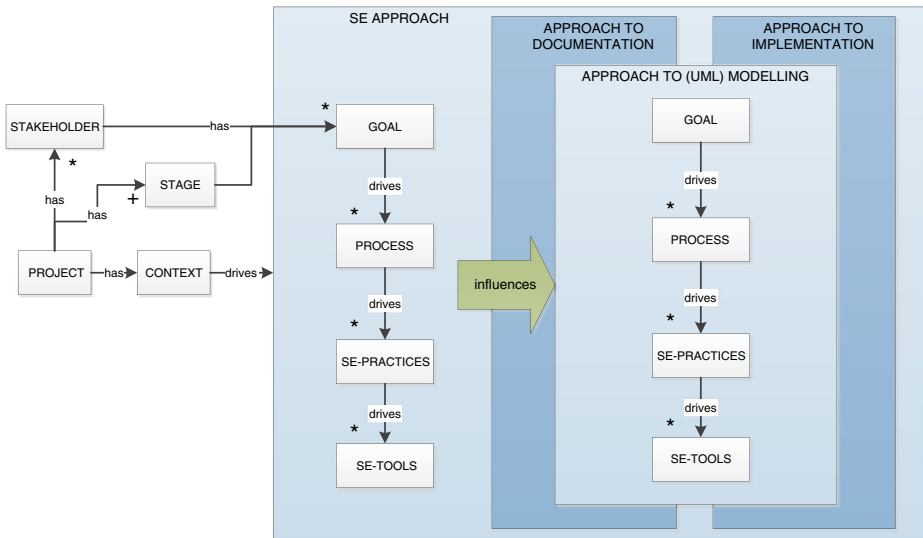 SE APPROACH
APPROACH TO
DOCUMENTATION
APPROACH TO
IMPLEMENTATION
APPROACH TO (UML) MODELLING
STAKEHOLDER
has
*
GOAL
GOAL
*
has
has
+
STAGE
drives
drives
*
*
PROCESS
PROCESS
PROJECT
has
CONTEXT
drives
influences
drives
drives
*
*
SE-PRACTICES
SE-PRACTICES
drives
drives
*
*
SE-TOOLS
SE-TOOLS